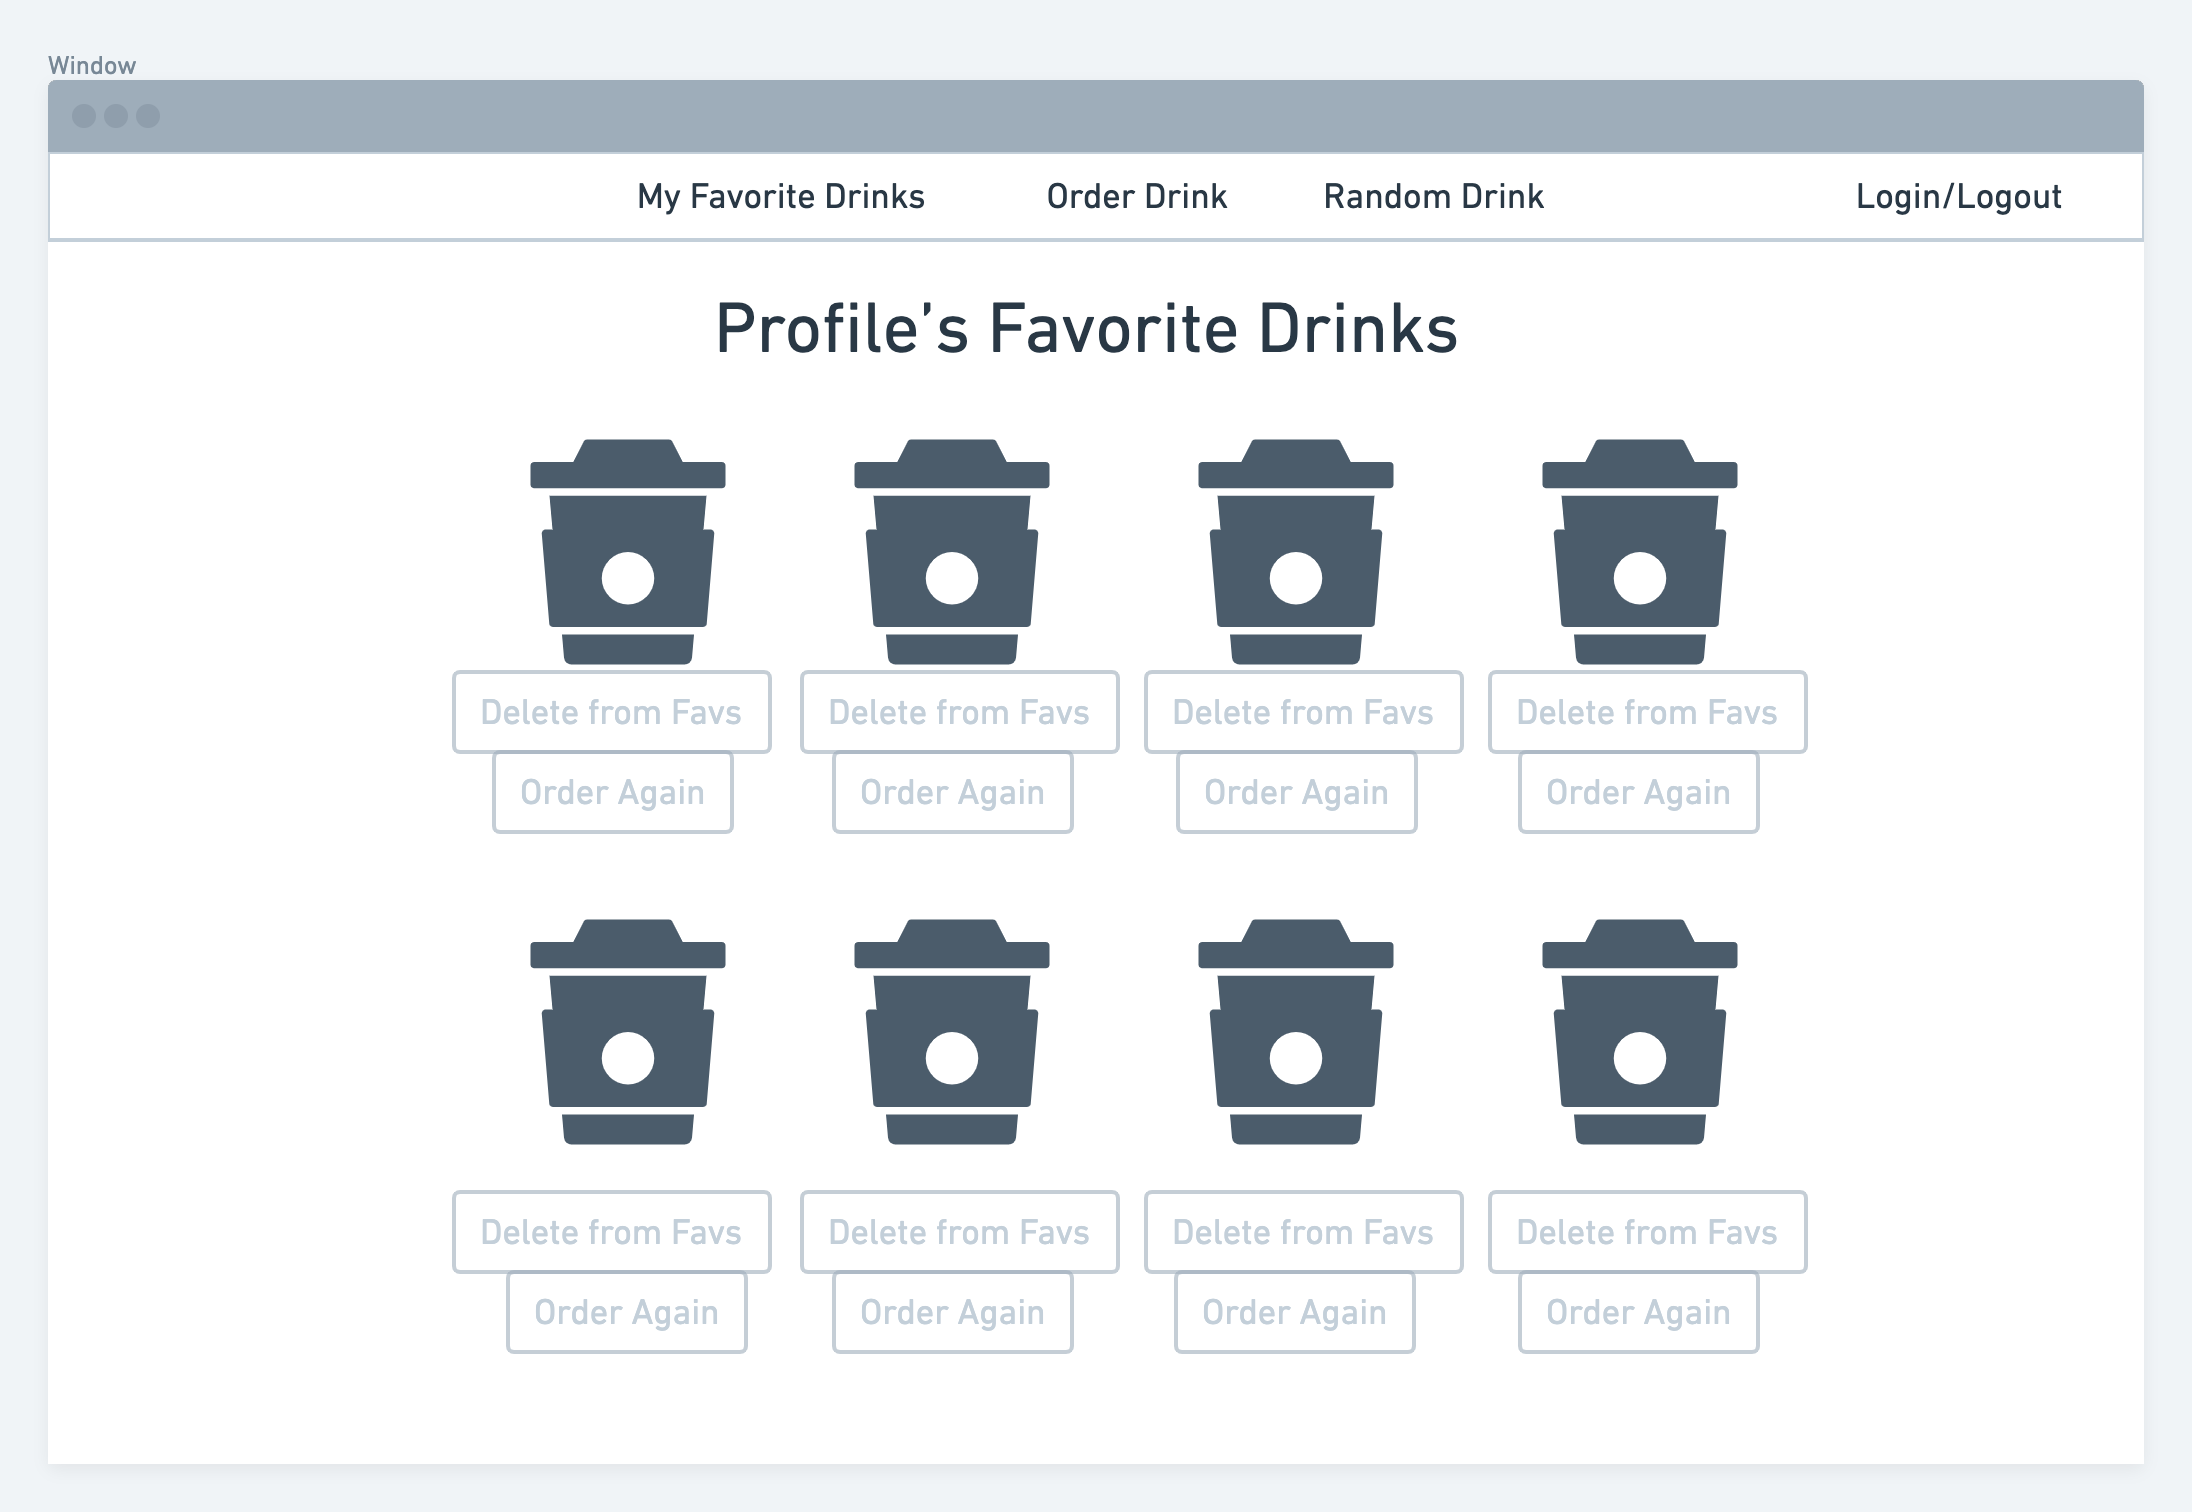 Window
My Favorite Drinks Order Drink Random Drink Login/Logout
Profile’s Favorite Drinks
Delete from Favs Delete from Favs Delete from Favs Delete from Favs
Order Again Order Again Order Again Order Again
Delete from Favs Delete from Favs Delete from Favs Delete from Favs
Order Again Order Again Order Again Order Again